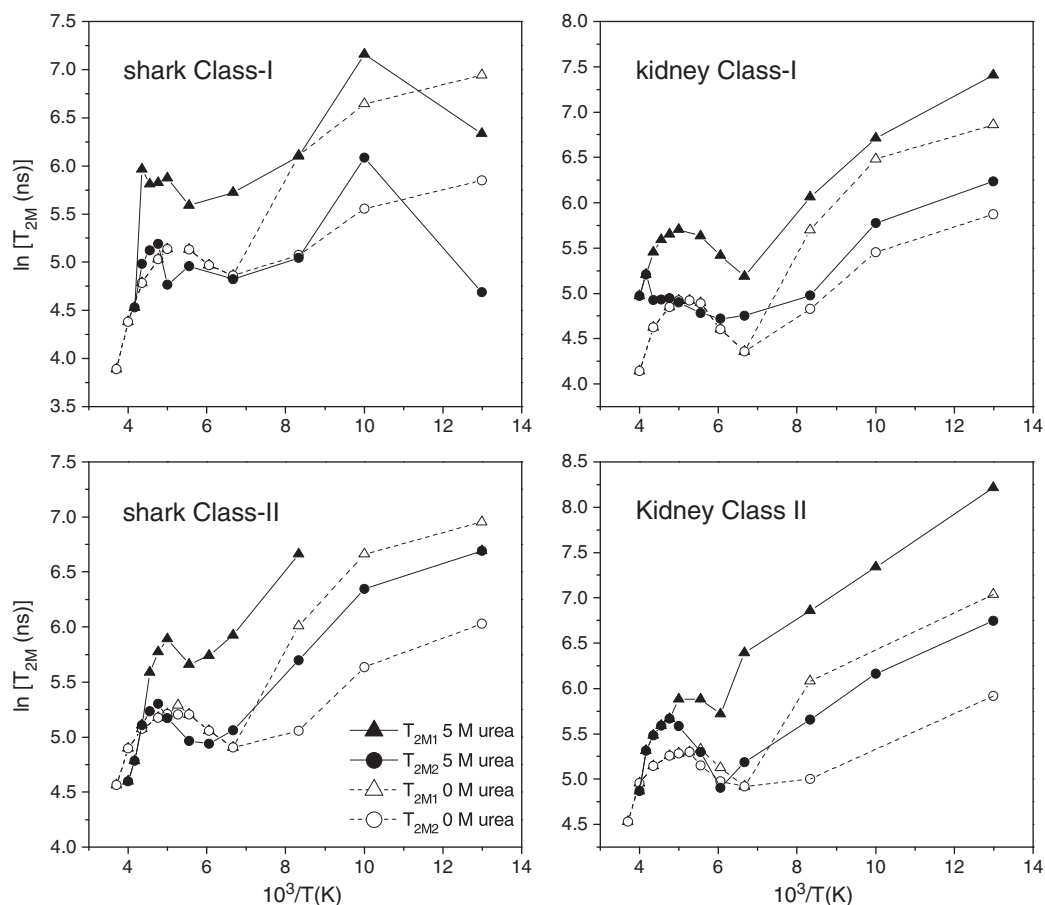 7.5
7.0
6.5
6.0
5.5
5.0
4.5
4.0
3.5
ln [T2M (ns)]
shark Class-I
4 6 8 10 12 14
8.0
7.5
7.0
6.5
6.0
5.5
5.0
4.5
4.0
kidney Class-I
4 6 8 10 12 14
7.5
7.0
6.5
6.0
5.5
5.0
4.5
4.0
ln [T2M (ns)]
shark Class-II
T2M1 5 M urea
T2M2 5 M urea
T2M1 0 M urea
T2M2 0 M urea
4 6 8 10 12 14
10³/T(K)
8.5
8.0
7.5
7.0
6.5
6.0
5.5
5.0
4.5
Kidney Class II
4 6 8 10 12 14
10³/T(K)